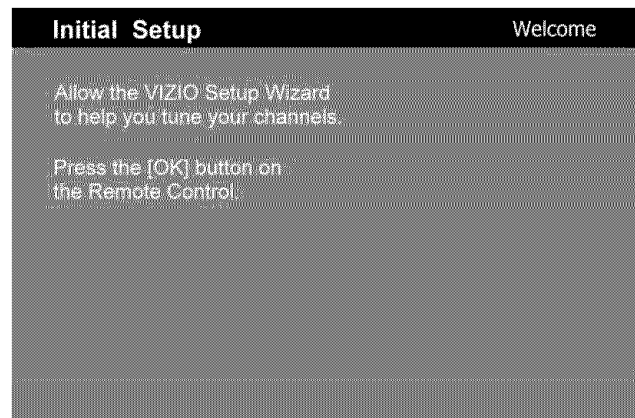 Initial Setup
Welcome
Allow the VIZIO Setup Wizard
to help you tune your channels.
Press the [OK] button on
the Remote Control.